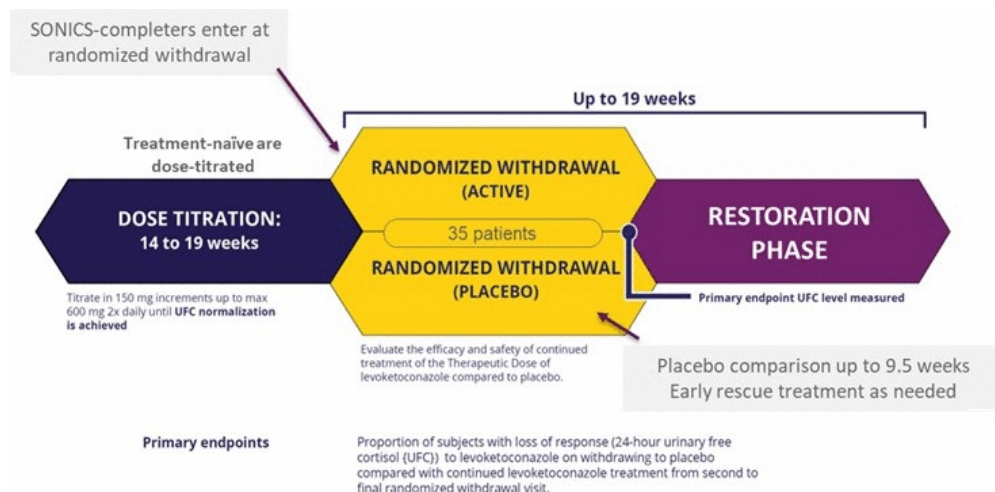 SONICS-completers enter at
randomized withdrawal
Up to 19 weeks
Treatment-naïve are
dose-titrated
RANDOMIZED WITHDRAWAL
(ACTIVE)
DOSE TITRATION:
14 to 19 weeks
35 patients
RESTORATION
PHASE
RANDOMIZED WITHDRAWAL
(PLACEBO)
Titrate in 150 mg increments up to max
600 mg 2x daily until UFC normalization
is achieved
Primary endpoint UFC level measured
Evaluate the efficacy and safety of continued
treatment of the Therapeutic Dose of
levoketoconazole compared to placebo.
Placebo comparison up to 9.5 weeks
Early rescue treatment as needed
Primary endpoints
Proportion of subjects with loss of response (24-hour urinary free
cortisol {UFC}) to levoketoconazole on withdrawing to placebo
compared with continued levoketoconazole treatment from second to
final randomized withdrawal visit.